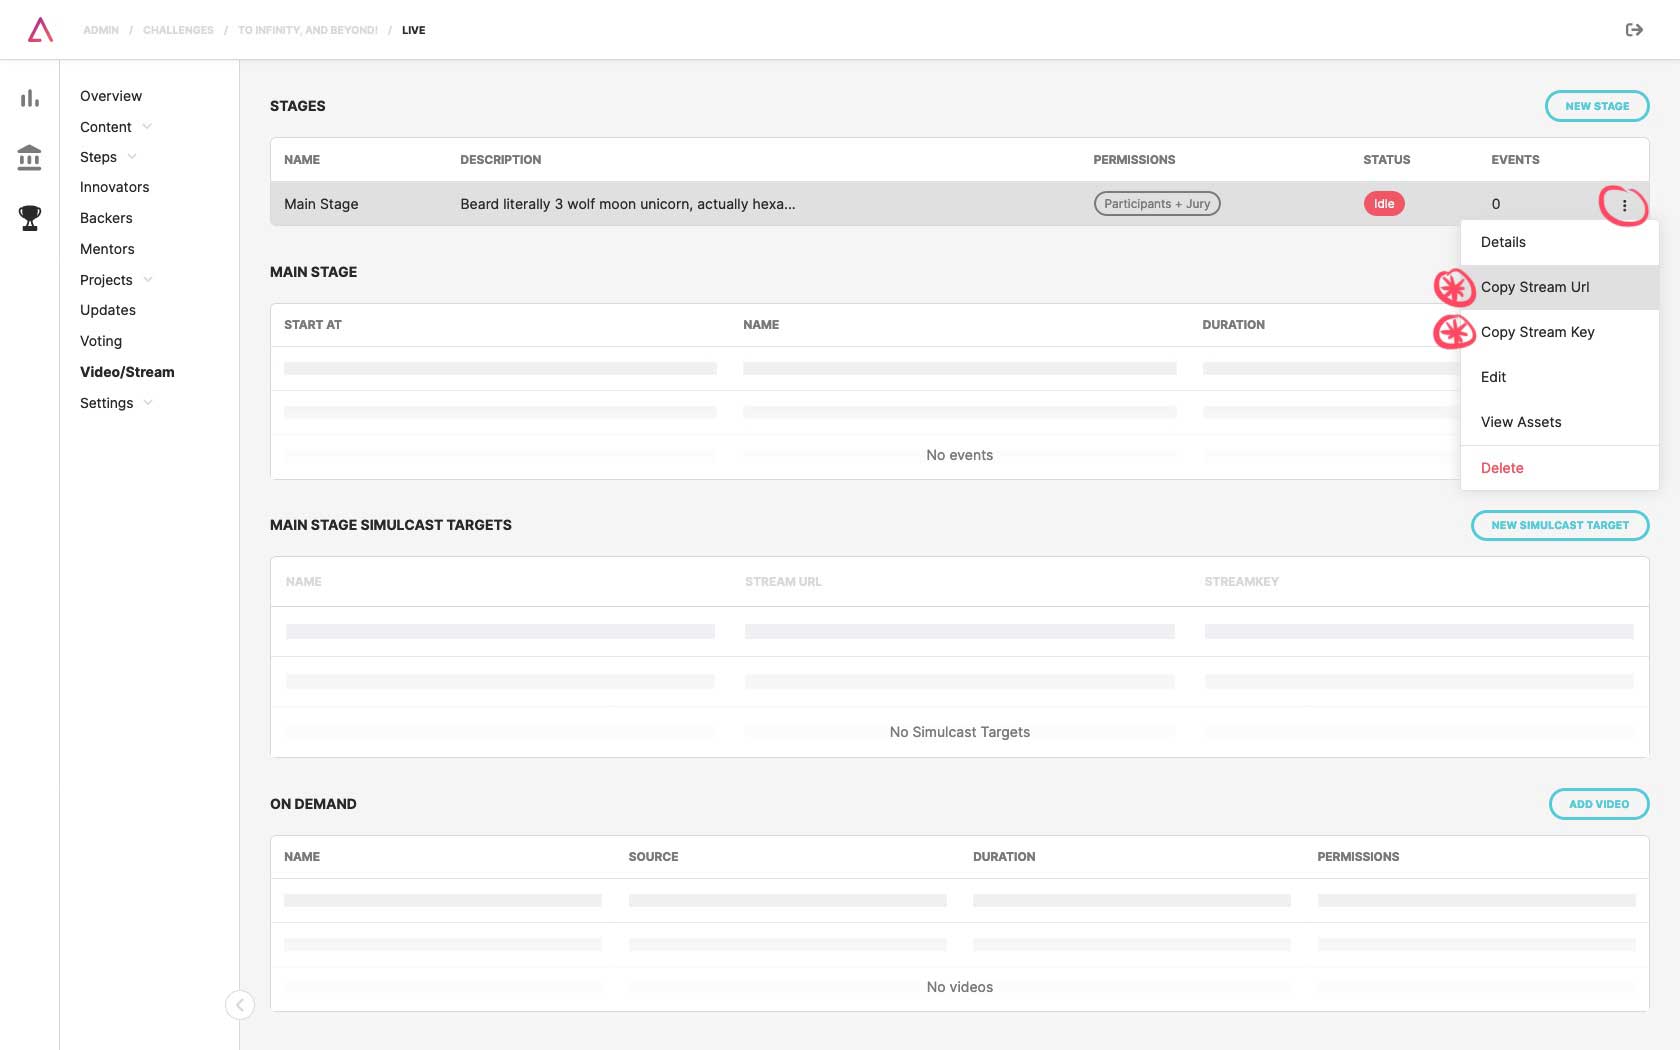 ADMIN / CHALLENGES / TO INFINITY, AND BEYOND! / LIVE
Overview
Content
Steps
Innovators
Backers
Mentors
Projects
Updates
Voting
Video/Stream
Settings
STAGES
NEW STAGE
NAME DESCRIPTION PERMISSIONS STATUS EVENTS
Main Stage Beard literally 3 wolf moon unicorn, actually hexa... Participants + Jury Idle 0
Details
Copy Stream Url
Copy Stream Key
Edit
View Assets
Delete
MAIN STAGE
START AT NAME DURATION
No events
MAIN STAGE SIMULCAST TARGETS
NEW SIMULCAST TARGET
NAME STREAM URL STREAMKEY
No Simulcast Targets
ON DEMAND
ADD VIDEO
NAME SOURCE DURATION PERMISSIONS
No videos